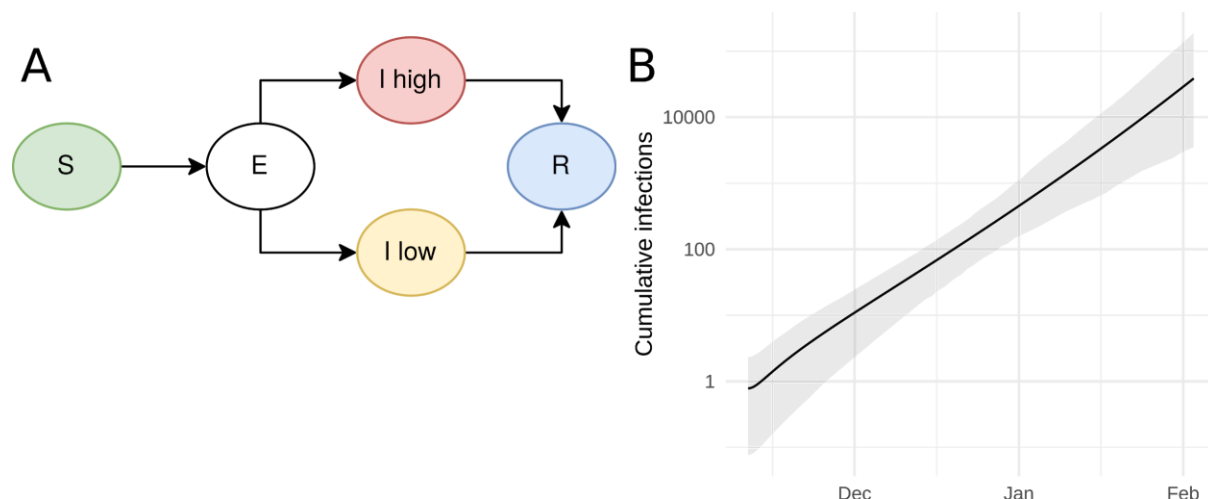 A
S
E
I high
I low
R
B
Cumulative infections
10000
100
1
Dec
Jan
Feb